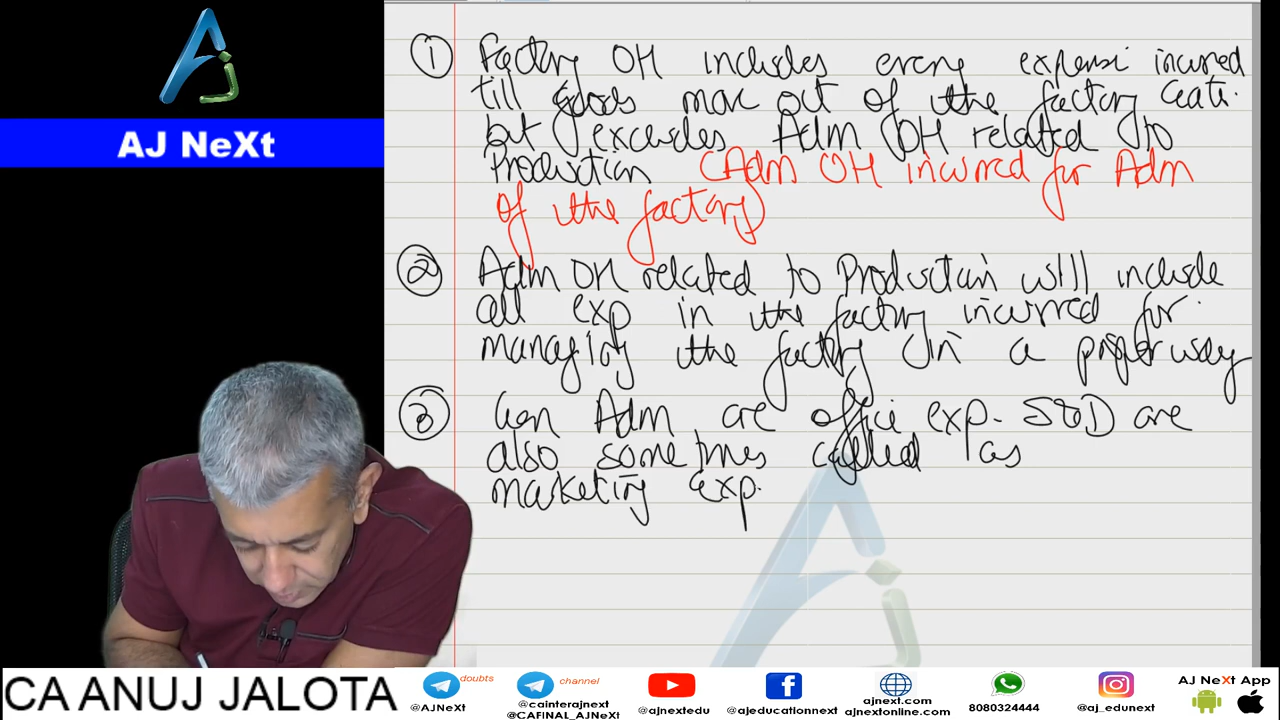 AJ NeXt
① Factory OH includes every expense incurred
till goods move out of the factory Gate.
but excludes Adm OH related to
Production (Adm OH incurred for Adm
of the factory)
② Adm OH related to Production will include
all exp in the factory incurred for
managing the factory in a proper way
③ Gen Adm are office exp. S&D are
also sometimes called as
marketing exp.
CA ANUJ JALOTA
doubts
@AJNeXt
channel
@cainterajnext
@CAFINAL_AJNeXt
@ajnextedu
@ajeducationnext
ajnext.com
ajnextonline.com
8080324444
@aj_edunext
AJ NeXt App